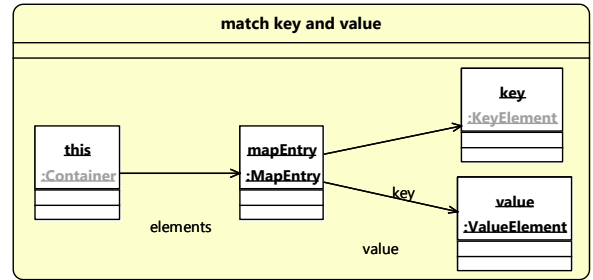 match key and value
key
:KeyElement
this
:Container
mapEntry
:MapEntry
key
value
:ValueElement
elements
value